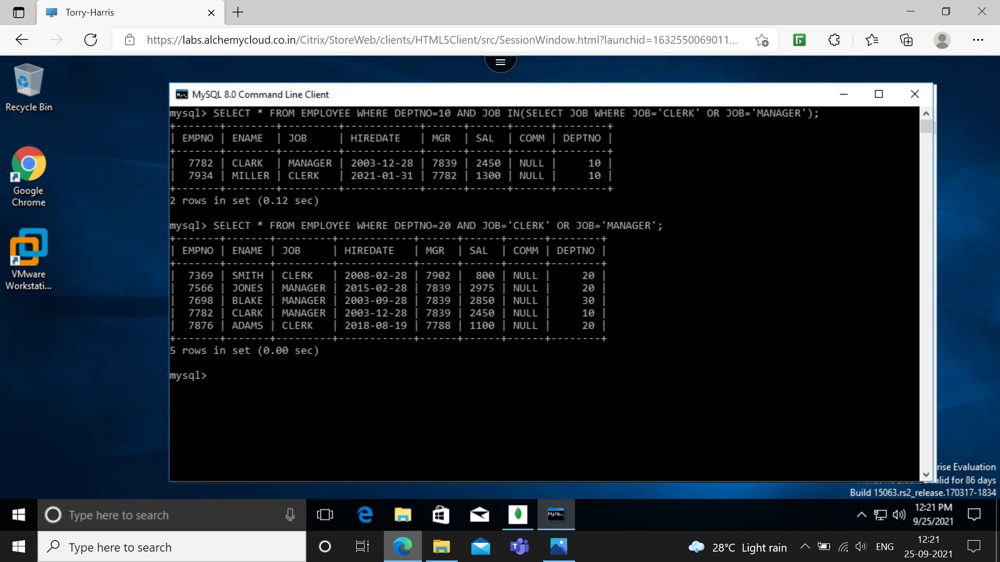 Torry-Harris
https://labs.alchemycloud.co.in/Citrix/StoreWeb/clients/HTML5Client/src/SessionWindow.html?launchid=1632550069011...
Recycle Bin
Google
Chrome
VMware
Workstati...
MySQL 8.0 Command Line Client
mysql> SELECT * FROM EMPLOYEE WHERE DEPTNO=10 AND JOB IN(SELECT JOB WHERE JOB='CLERK' OR JOB='MANAGER');
+-------+--------+---------+------------+------+------+------+--------+
| EMPNO | ENAME  | JOB     | HIREDATE   | MGR  | SAL  | COMM | DEPTNO |
+-------+--------+---------+------------+------+------+------+--------+
|  7782 | CLARK  | MANAGER | 2003-12-28 | 7839 | 2450 | NULL |     10 |
|  7934 | MILLER | CLERK   | 2021-01-31 | 7782 | 1300 | NULL |     10 |
+-------+--------+---------+------------+------+------+------+--------+
2 rows in set (0.12 sec)
mysql> SELECT * FROM EMPLOYEE WHERE DEPTNO=20 AND JOB='CLERK' OR JOB='MANAGER';
+-------+-------+---------+------------+------+------+------+--------+
| EMPNO | ENAME | JOB     | HIREDATE   | MGR  | SAL  | COMM | DEPTNO |
+-------+-------+---------+------------+------+------+------+--------+
|  7369 | SMITH | CLERK   | 2008-02-28 | 7902 |  800 | NULL |     20 |
|  7566 | JONES | MANAGER | 2015-02-28 | 7839 | 2975 | NULL |     20 |
|  7698 | BLAKE | MANAGER | 2003-09-28 | 7839 | 2850 | NULL |     30 |
|  7782 | CLARK | MANAGER | 2003-12-28 | 7839 | 2450 | NULL |     10 |
|  7876 | ADAMS | CLERK   | 2018-08-19 | 7788 | 1100 | NULL |     20 |
+-------+-------+---------+------------+------+------+------+--------+
5 rows in set (0.00 sec)
mysql>
rise Evaluation
alid for 86 days
Build 15063.rs2_release.170317-1834
Type here to search
12:21 PM
9/25/2021
Type here to search
28°C Light rain
ENG
12:21
25-09-2021